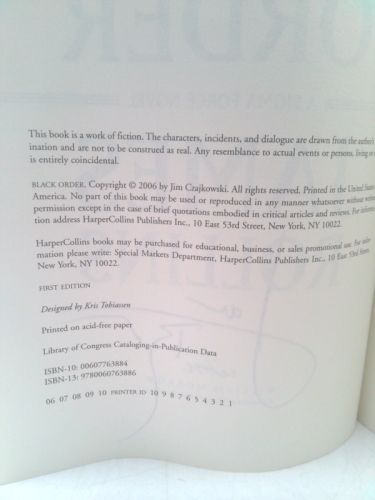 This book is a work of fiction. The characters, incidents, and dialogue are drawn from the author's
ination and are not to be construed as real. Any resemblance to actual events or persons, living or
is entirely coincidental.
BLACK ORDER. Copyright © 2006 by Jim Czajkowski. All rights reserved. Printed in the United States
America. No part of this book may be used or reproduced in any manner whatsoever without written
permission except in the case of brief quotations embodied in critical articles and reviews. For informa
tion address HarperCollins Publishers Inc., 10 East 53rd Street, New York, NY 10022.
HarperCollins books may be purchased for educational, business, or sales promotional use. For infor
mation please write: Special Markets Department, HarperCollins Publishers Inc., 10 East 53rd Street,
New York, NY 10022.
FIRST EDITION
Designed by Kris Tobiassen
Printed on acid-free paper
Library of Congress Cataloging-in-Publication Data
ISBN-10: 00607763884
ISBN-13: 9780060763886
06 07 08 09 10 PRINTER ID 10 9 8 7 6 5 4 3 2 1